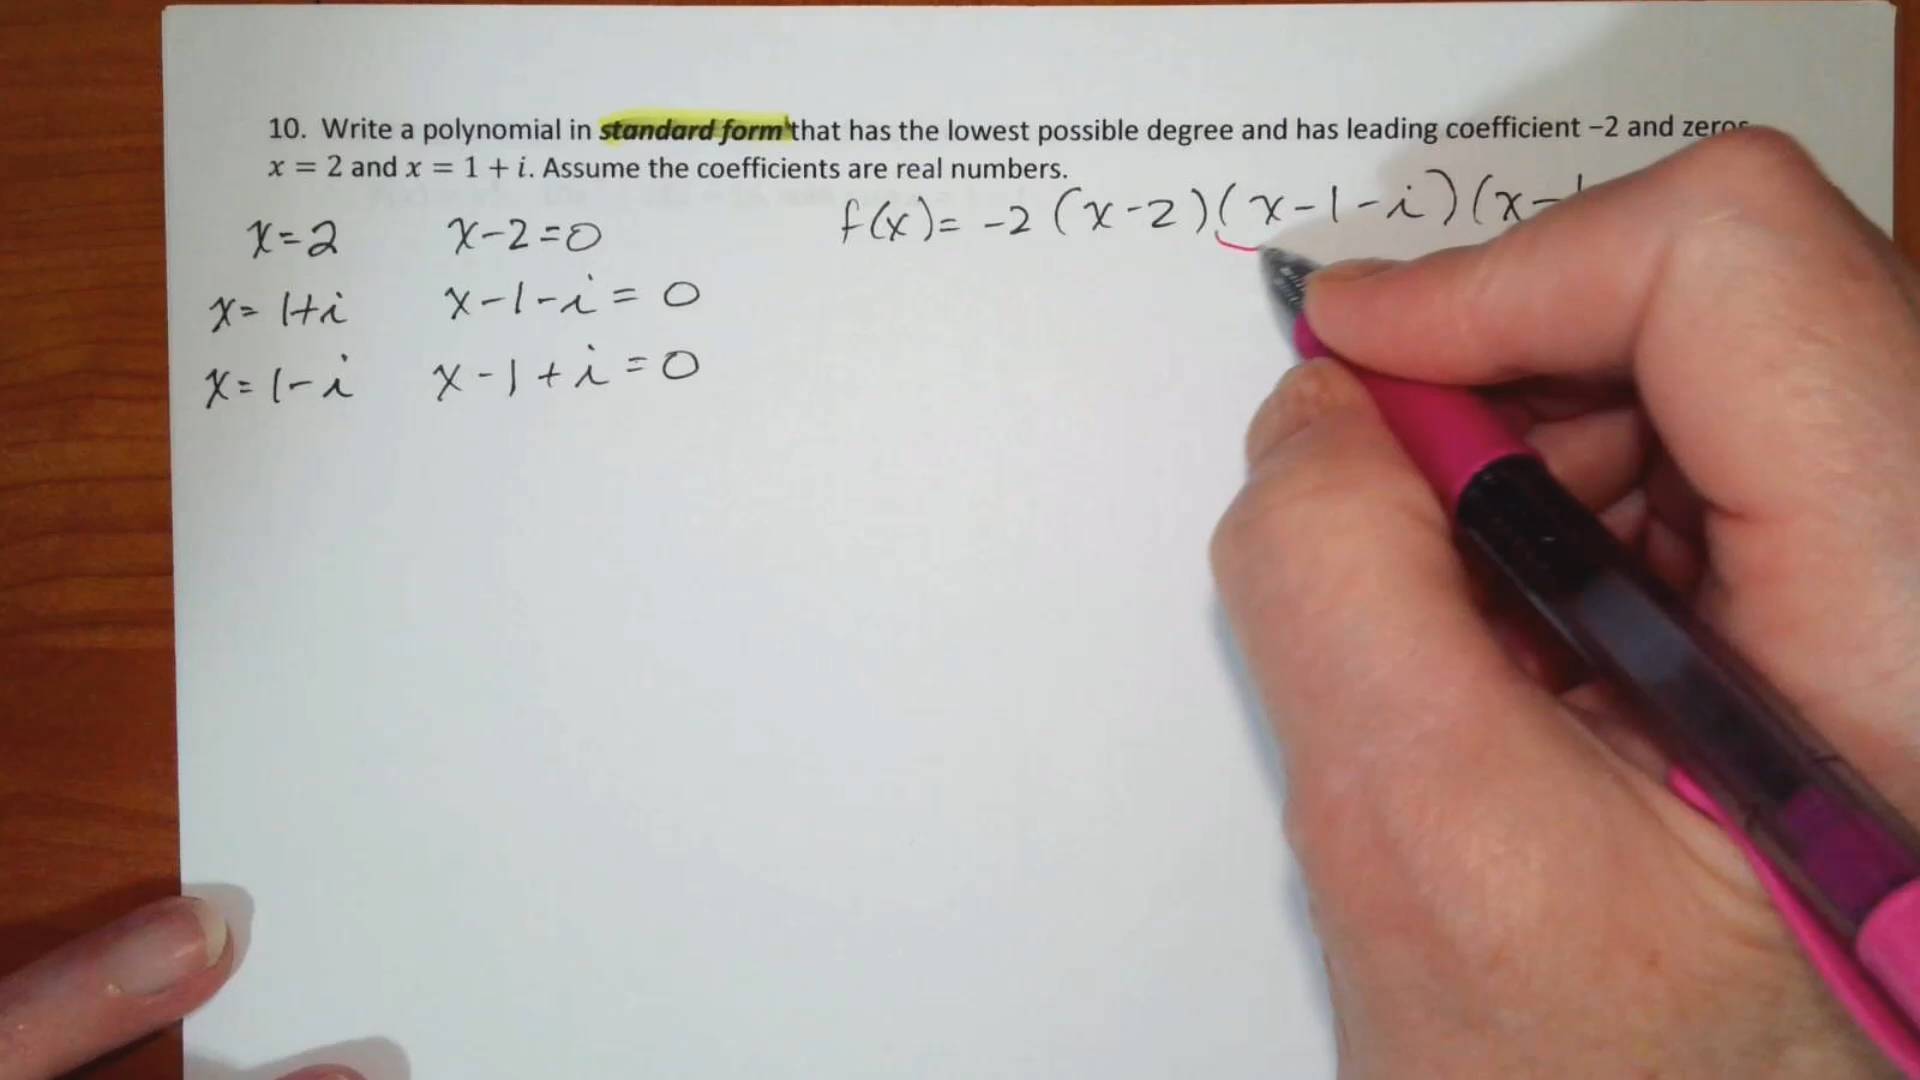 10. Write a polynomial in standard form that has the lowest possible degree and has leading coefficient −2 and zeros
x = 2 and x = 1 + i. Assume the coefficients are real numbers.
f(x)= -2 (x-2)(x-1-i)(x-
x=2 x-2=0
x= 1+i x-1-i = 0
x= 1-i x-1+i=0